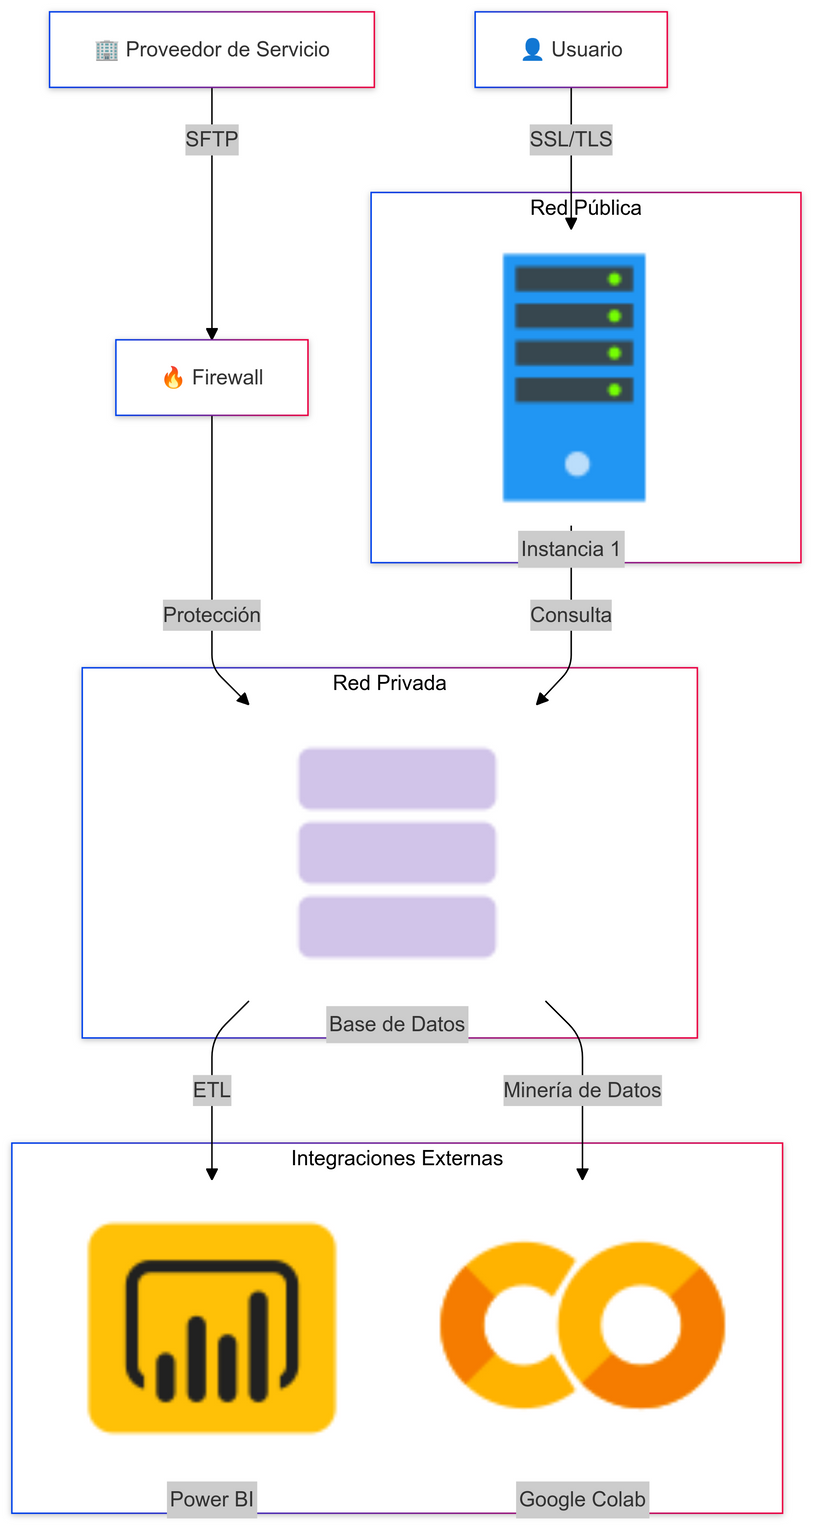 🏢 Proveedor de Servicio
👤 Usuario
SFTP
SSL/TLS
Red Pública
🔥 Firewall
Instancia 1
Protección
Consulta
Red Privada
Base de Datos
ETL
Minería de Datos
Integraciones Externas
Power BI
Google Colab